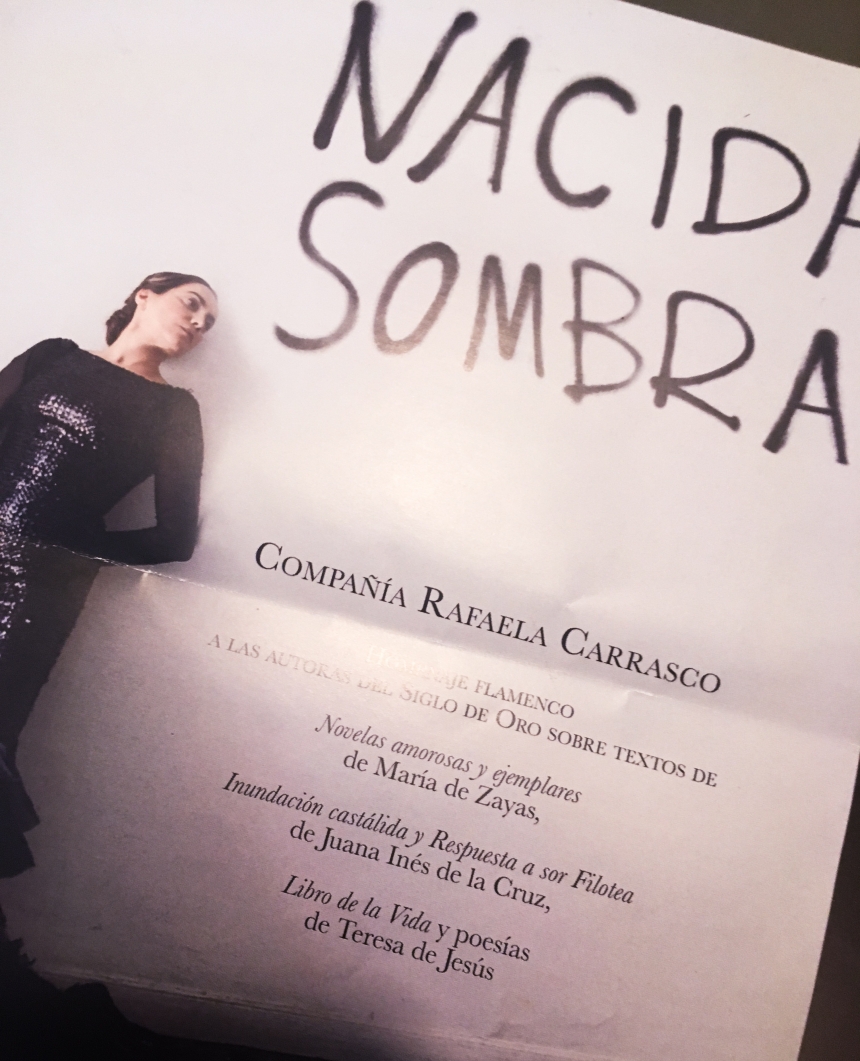 NACIDA
SOMBRA
COMPAÑÍA RAFAELA CARRASCO
HOMENAJE FLAMENCO
A LAS AUTORAS DEL SIGLO DE ORO SOBRE TEXTOS DE
Novelas amorosas y ejemplares
de María de Zayas,
Inundación castálida y Respuesta a sor Filotea
de Juana Inés de la Cruz,
Libro de la Vida y poesías
de Teresa de Jesús